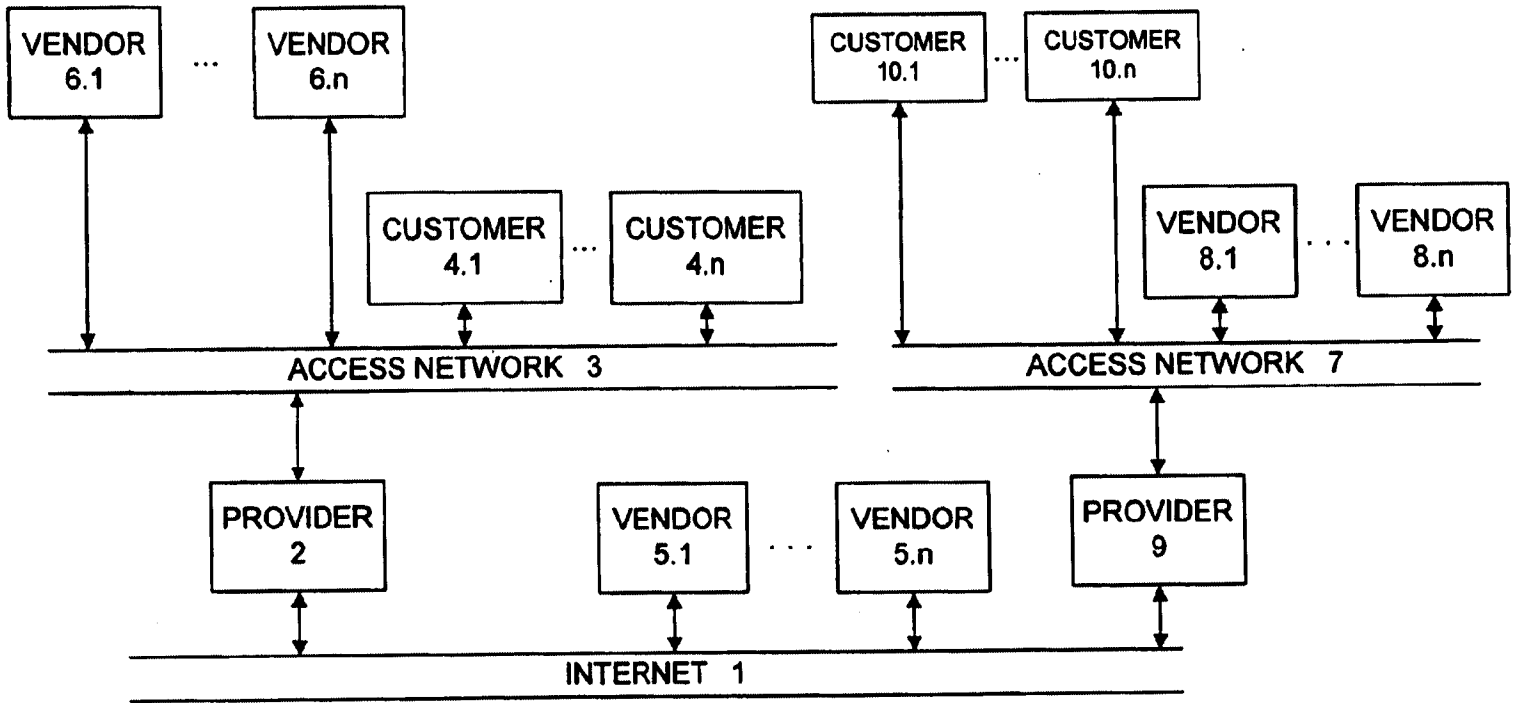 VENDOR
6.1
...
VENDOR
6.n
CUSTOMER
10.1
...
CUSTOMER
10.n
CUSTOMER
4.1
...
CUSTOMER
4.n
VENDOR
8.1
...
VENDOR
8.n
ACCESS NETWORK 3
ACCESS NETWORK 7
PROVIDER
2
VENDOR
5.1
...
VENDOR
5.n
PROVIDER
9
INTERNET 1